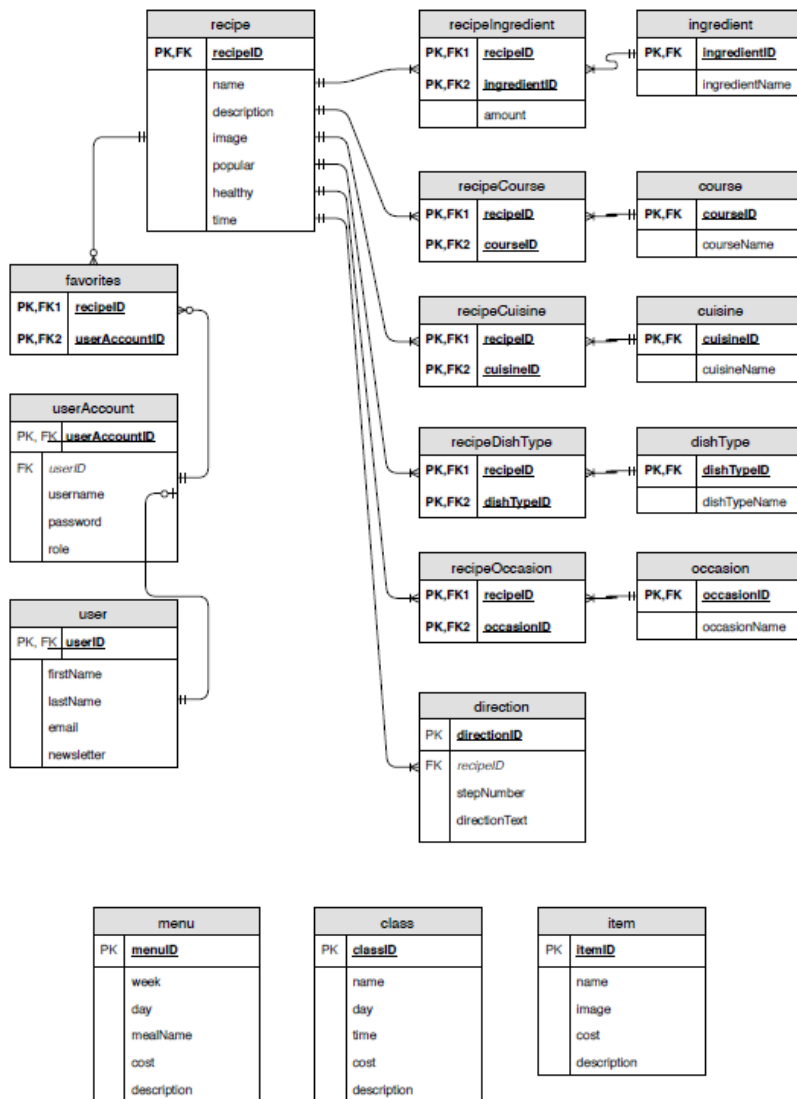 recipe
PK,FK recipeID
name
description
image
popular
healthy
time
recipeIngredient
PK,FK1 recipeID
PK,FK2 ingredientID
amount
ingredient
PK,FK ingredientID
ingredientName
recipeCourse
PK,FK1 recipeID
PK,FK2 courseID
course
PK,FK courseID
courseName
favorites
PK,FK1 recipeID
PK,FK2 userAccountID
recipeCuisine
PK,FK1 recipeID
PK,FK2 cuisineID
cuisine
PK,FK cuisineID
cuisineName
userAccount
PK, FK userAccountID
FK userID
username
password
role
recipeDishType
PK,FK1 recipeID
PK,FK2 dishTypeID
dishType
PK,FK dishTypeID
dishTypeName
recipeOccasion
PK,FK1 recipeID
PK,FK2 occasionID
occasion
PK,FK occasionID
occasionName
user
PK, FK userID
firstName
lastName
email
newsletter
direction
PK directionID
FK recipeID
stepNumber
directionText
menu
PK menuID
week
day
mealName
cost
description
class
PK classID
name
day
time
cost
description
item
PK itemID
name
image
cost
description